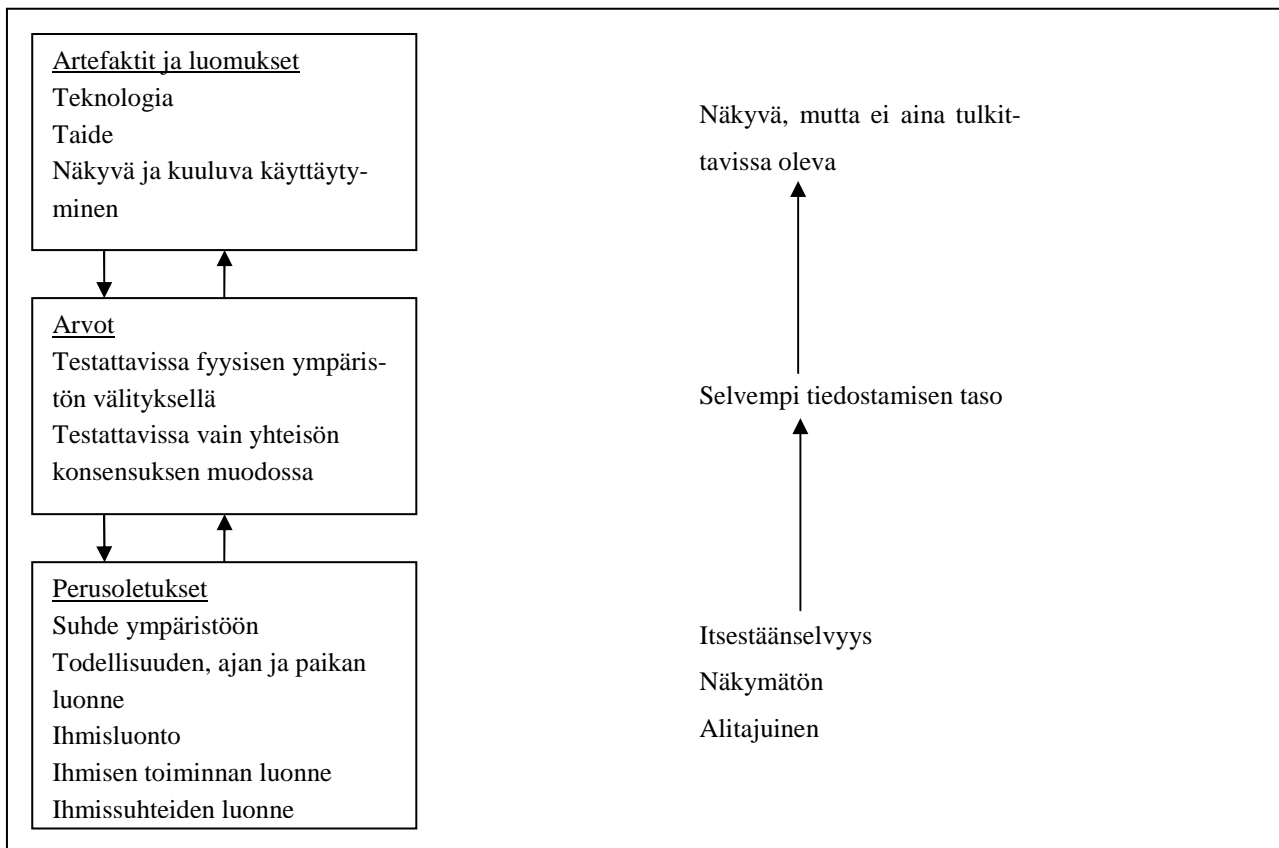 Artefaktit ja luomukset
Teknologia
Taide
Näkyvä ja kuuluva käyttäyty-
minen
Näkyvä, mutta ei aina tulkit-
tavissa oleva
Arvot
Testattavissa fyysisen ympäris-
tön välityksellä
Testattavissa vain yhteisön
konsensuksen muodossa
Selvempi tiedostamisen taso
Perusoletukset
Suhde ympäristöön
Todellisuuden, ajan ja paikan
luonne
Ihmisluonto
Ihmisen toiminnan luonne
Ihmissuhteiden luonne
Itsestäänselvyys
Näkymätön
Alitajuinen